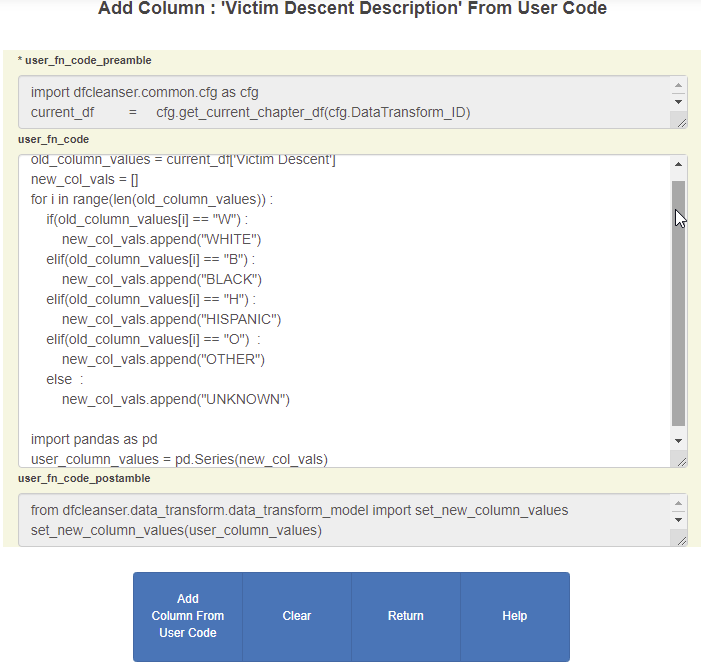 Add Column : 'Victim Descent Description' From User Code
* user_fn_code_preamble
import dfcleanser.common.cfg as cfg
current_df = cfg.get_current_chapter_df(cfg.DataTransform_ID)
user_fn_code
old_column_values = current_df['Victim Descent']
new_col_vals = []
for i in range(len(old_column_values)) :
if(old_column_values[i] == "W") :
new_col_vals.append("WHITE")
elif(old_column_values[i] == "B") :
new_col_vals.append("BLACK")
elif(old_column_values[i] == "H") :
new_col_vals.append("HISPANIC")
elif(old_column_values[i] == "O") :
new_col_vals.append("OTHER")
else :
new_col_vals.append("UNKNOWN")
import pandas as pd
user_column_values = pd.Series(new_col_vals)
user_fn_code_postamble
from dfcleanser.data_transform.data_transform_model import set_new_column_values
set_new_column_values(user_column_values)
Add
Column From
User Code
Clear
Return
Help